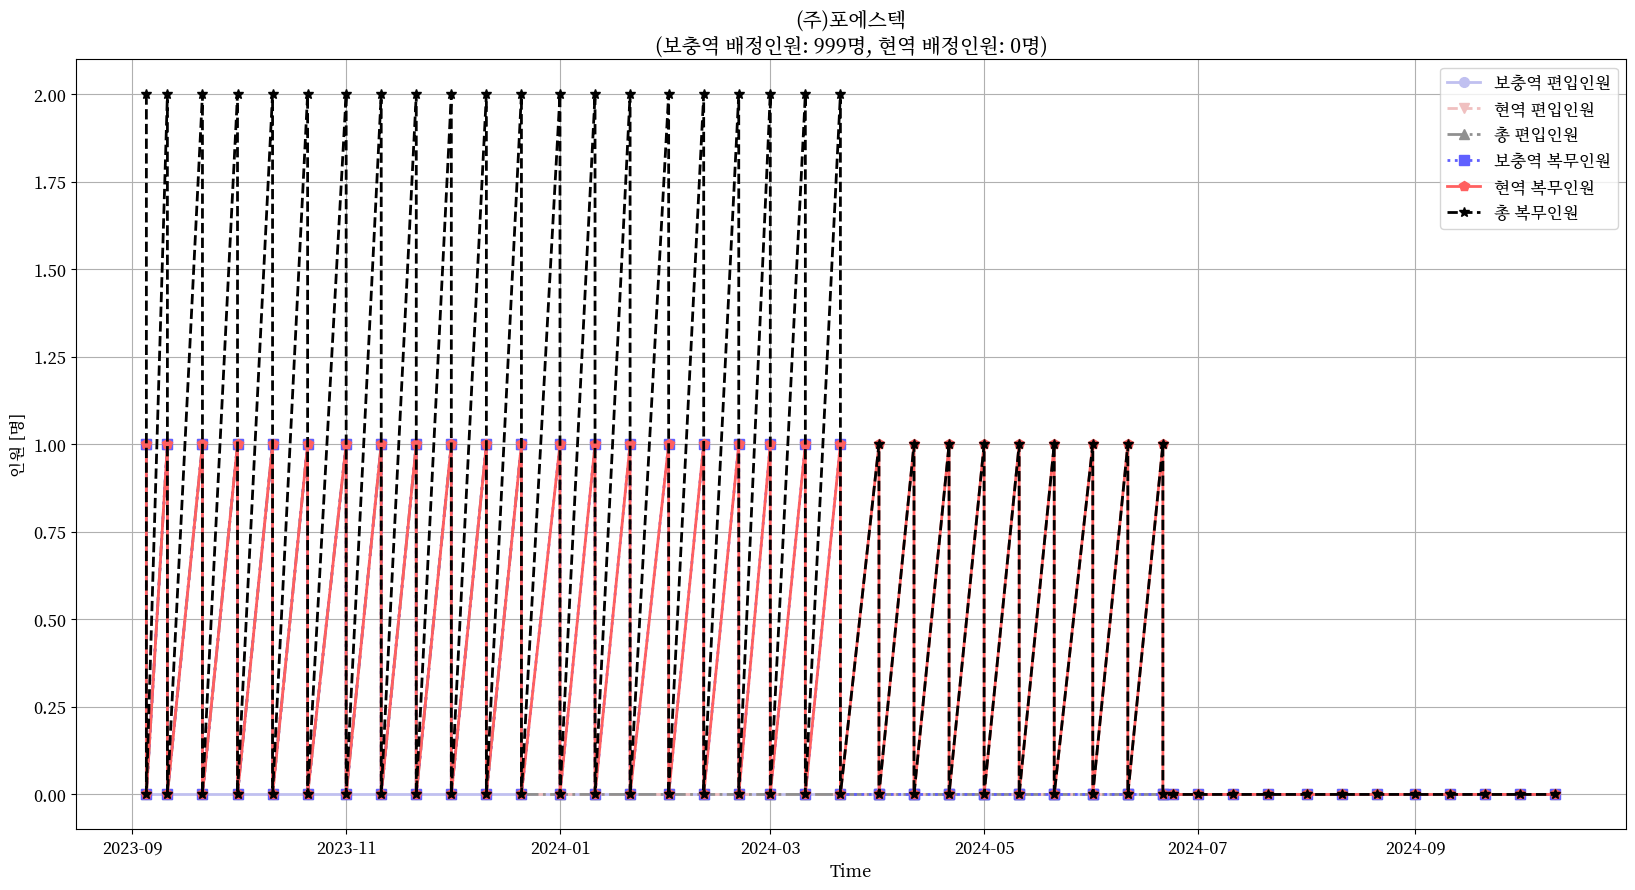 (주)포에스텍
(보충역 배정인원: 999명, 현역 배정인원: 0명)
보충역 편입인원
현역 편입인원
총 편입인원
보충역 복무인원
현역 복무인원
총 복무인원
인원 [명]
2.00
1.75
1.50
1.25
1.00
0.75
0.50
0.25
0.00
2023-09
2023-11
2024-01
2024-03
2024-05
2024-07
2024-09
Time